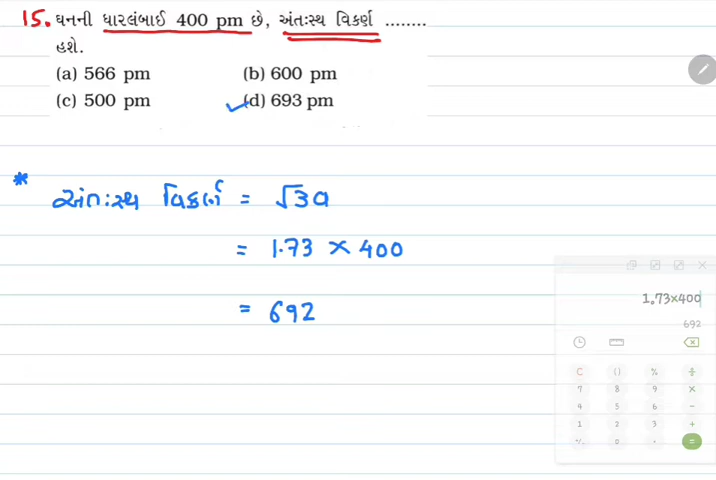 15. ઘનની ધારલંબાઈ 400 pm છે, અંતઃસ્થ વિકર્ણ ........
હશે.
(a) 566 pm (b) 600 pm
(c) 500 pm (d) 693 pm
* અંતઃસ્થ વિકર્ણ = √3a
= 1.73 × 400
= 692
1.73×400
692
C () % ÷
7 8 9 ×
4 5 6 −
1 2 3 +
+/- 0 . =